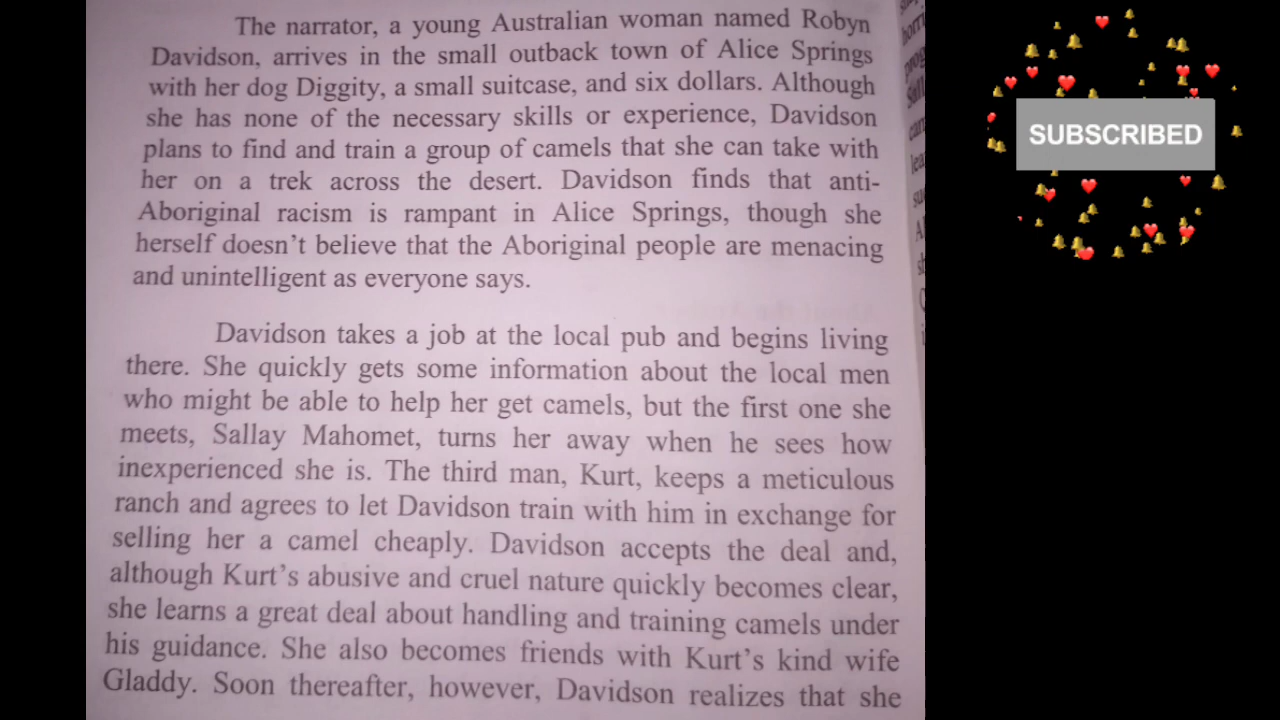 The narrator, a young Australian woman named Robyn
Davidson, arrives in the small outback town of Alice Springs
with her dog Diggity, a small suitcase, and six dollars. Although
she has none of the necessary skills or experience, Davidson
plans to find and train a group of camels that she can take with
her on a trek across the desert. Davidson finds that anti-
Aboriginal racism is rampant in Alice Springs, though she
herself doesn't believe that the Aboriginal people are menacing
and unintelligent as everyone says.
Davidson takes a job at the local pub and begins living
there. She quickly gets some information about the local men
who might be able to help her get camels, but the first one she
meets, Sallay Mahomet, turns her away when he sees how
inexperienced she is. The third man, Kurt, keeps a meticulous
ranch and agrees to let Davidson train with him in exchange for
selling her a camel cheaply. Davidson accepts the deal and,
although Kurt's abusive and cruel nature quickly becomes clear,
she learns a great deal about handling and training camels under
his guidance. She also becomes friends with Kurt's kind wife
Gladdy. Soon thereafter, however, Davidson realizes that she
SUBSCRIBED